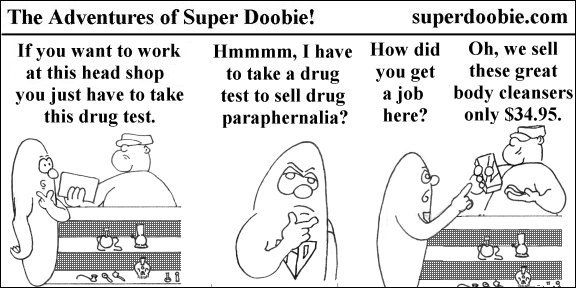 The Adventures of Super Doobie!
superdoobie.com
If you want to work
at this head shop
you just have to take
this drug test.
Hmmmm, I have
to take a drug
test to sell drug
paraphernalia?
How did
you get
a job
here?
Oh, we sell
these great
body cleansers
only $34.95.